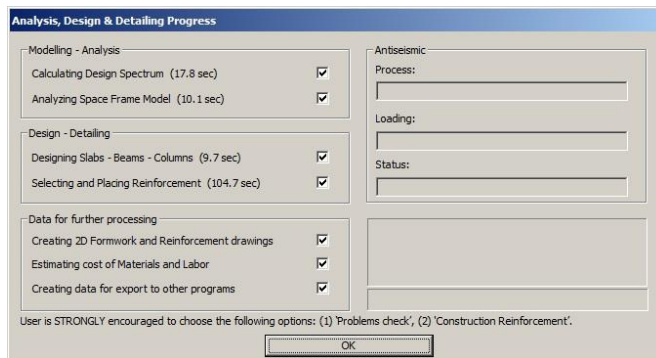 Analysis, Design & Detailing Progress
Modelling - Analysis
Calculating Design Spectrum (17.8 sec)
Analyzing Space Frame Model (10.1 sec)
Design - Detailing
Designing Slabs - Beams - Columns (9.7 sec)
Selecting and Placing Reinforcement (104.7 sec)
Data for further processing
Creating 2D Formwork and Reinforcement drawings
Estimating cost of Materials and Labor
Creating data for export to other programs
Antiseismic
Process:
Loading:
Status:
User is STRONGLY encouraged to choose the following options: (1) 'Problems check', (2) 'Construction Reinforcement'.
OK